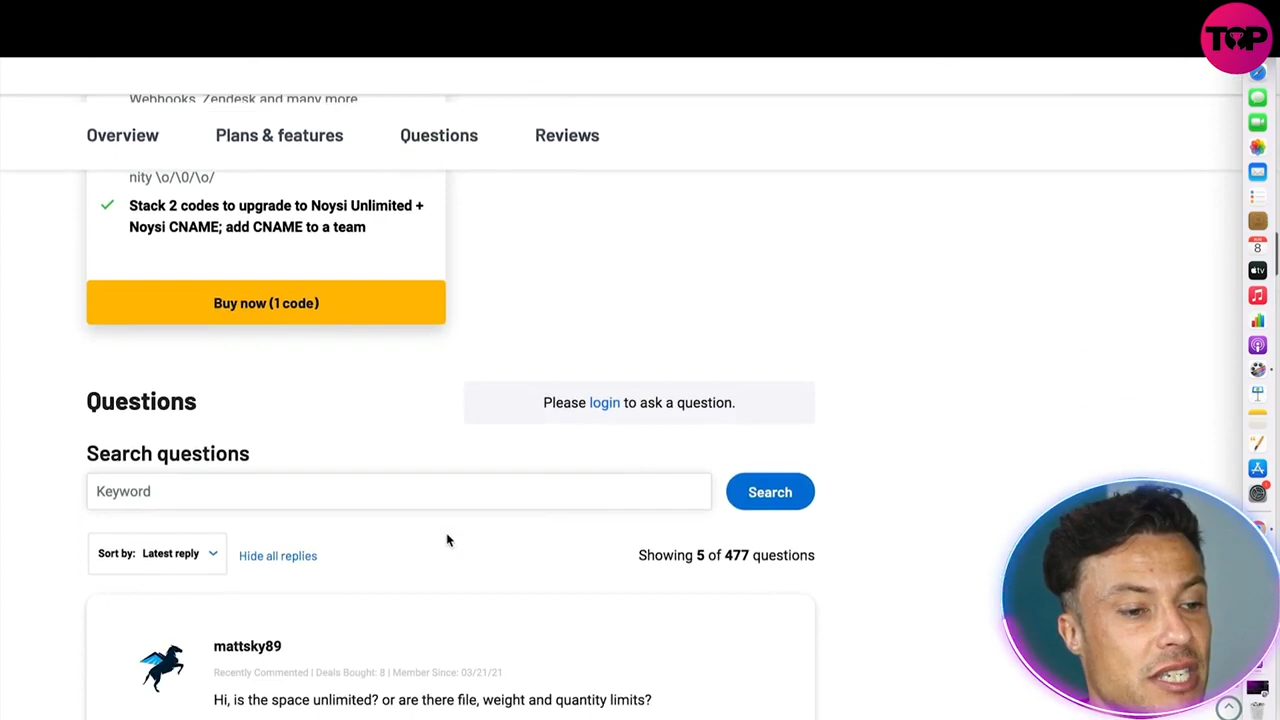 TOP
Webhooks, Zendesk and many more
Overview Plans & features Questions Reviews
nity \o/\0/\o/
Stack 2 codes to upgrade to Noysi Unlimited +
Noysi CNAME; add CNAME to a team
Buy now (1 code)
Questions
Please login to ask a question.
Search questions
Keyword
Search
Sort by: Latest reply
Hide all replies
Showing 5 of 477 questions
mattsky89
Recently Commented | Deals Bought: 8 | Member Since: 03/21/21
Hi, is the space unlimited? or are there file, weight and quantity limits?
8
tv